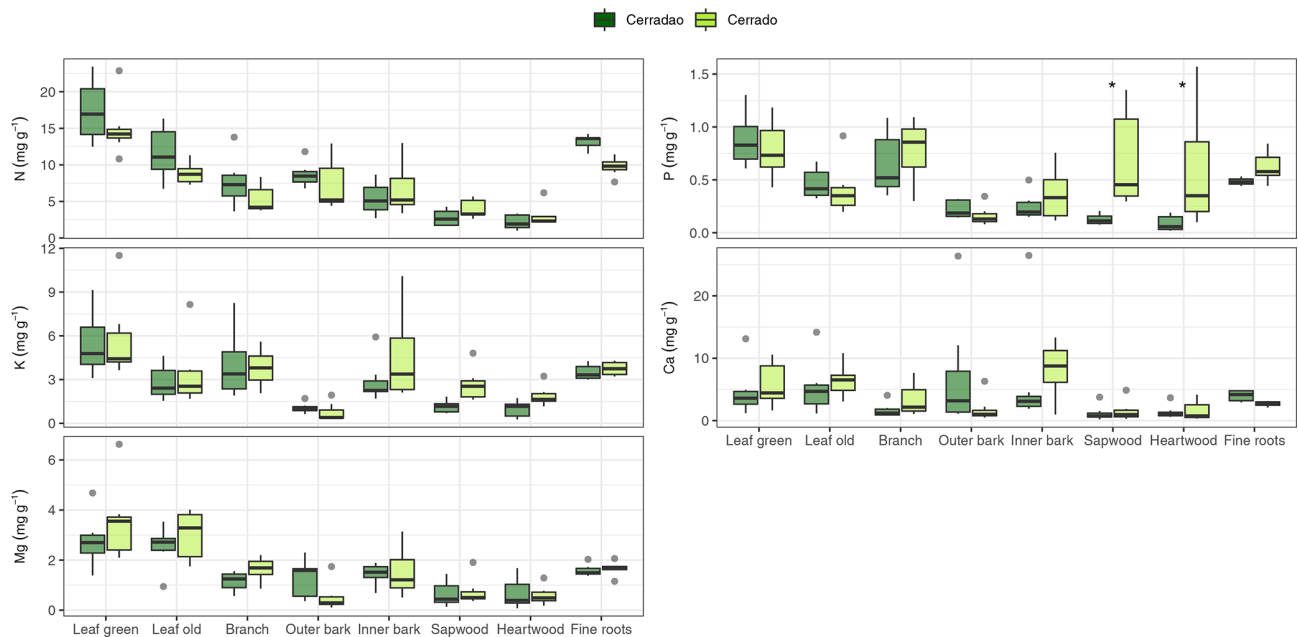 Cerradao Cerrado
N (mg g⁻¹)
20
15
10
5
0
P (mg g⁻¹)
1.5
1.0
0.5
0.0
* *
K (mg g⁻¹)
12
9
6
3
0
Ca (mg g⁻¹)
20
10
0
Leaf green Leaf old Branch Outer bark Inner bark Sapwood Heartwood Fine roots
Mg (mg g⁻¹)
6
4
2
0
Leaf green Leaf old Branch Outer bark Inner bark Sapwood Heartwood Fine roots